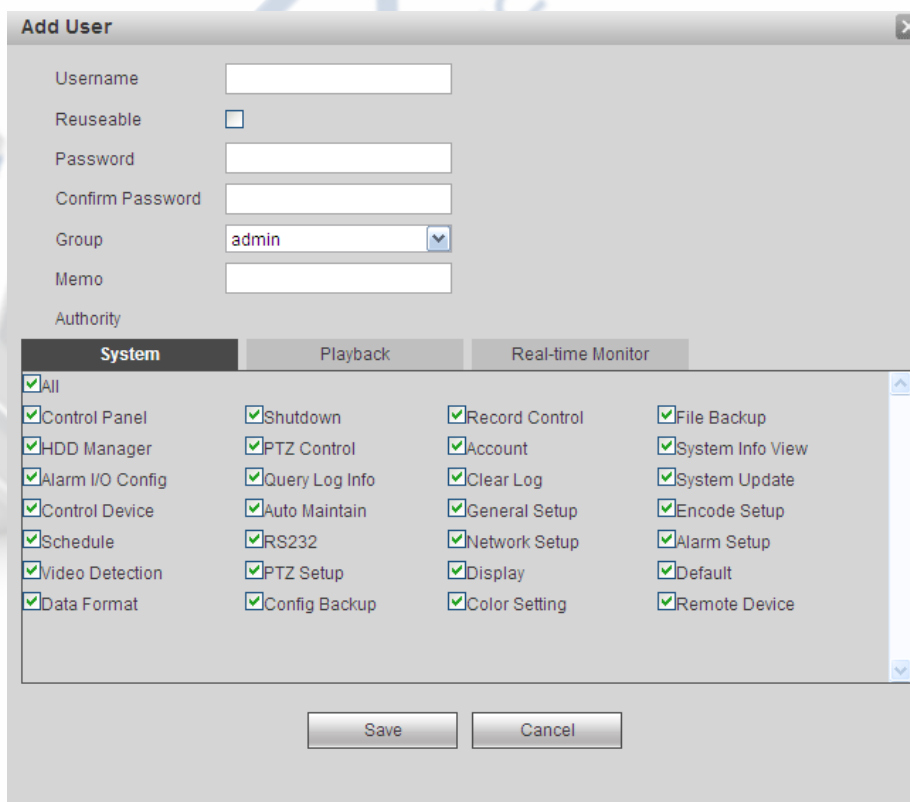 Add User
Username
Reuseable
Password
Confirm Password
Group admin
Memo
Authority
System Playback Real-time Monitor
All
Control Panel Shutdown Record Control File Backup
HDD Manager PTZ Control Account System Info View
Alarm I/O Config Query Log Info Clear Log System Update
Control Device Auto Maintain General Setup Encode Setup
Schedule RS232 Network Setup Alarm Setup
Video Detection PTZ Setup Display Default
Data Format Config Backup Color Setting Remote Device
Save Cancel